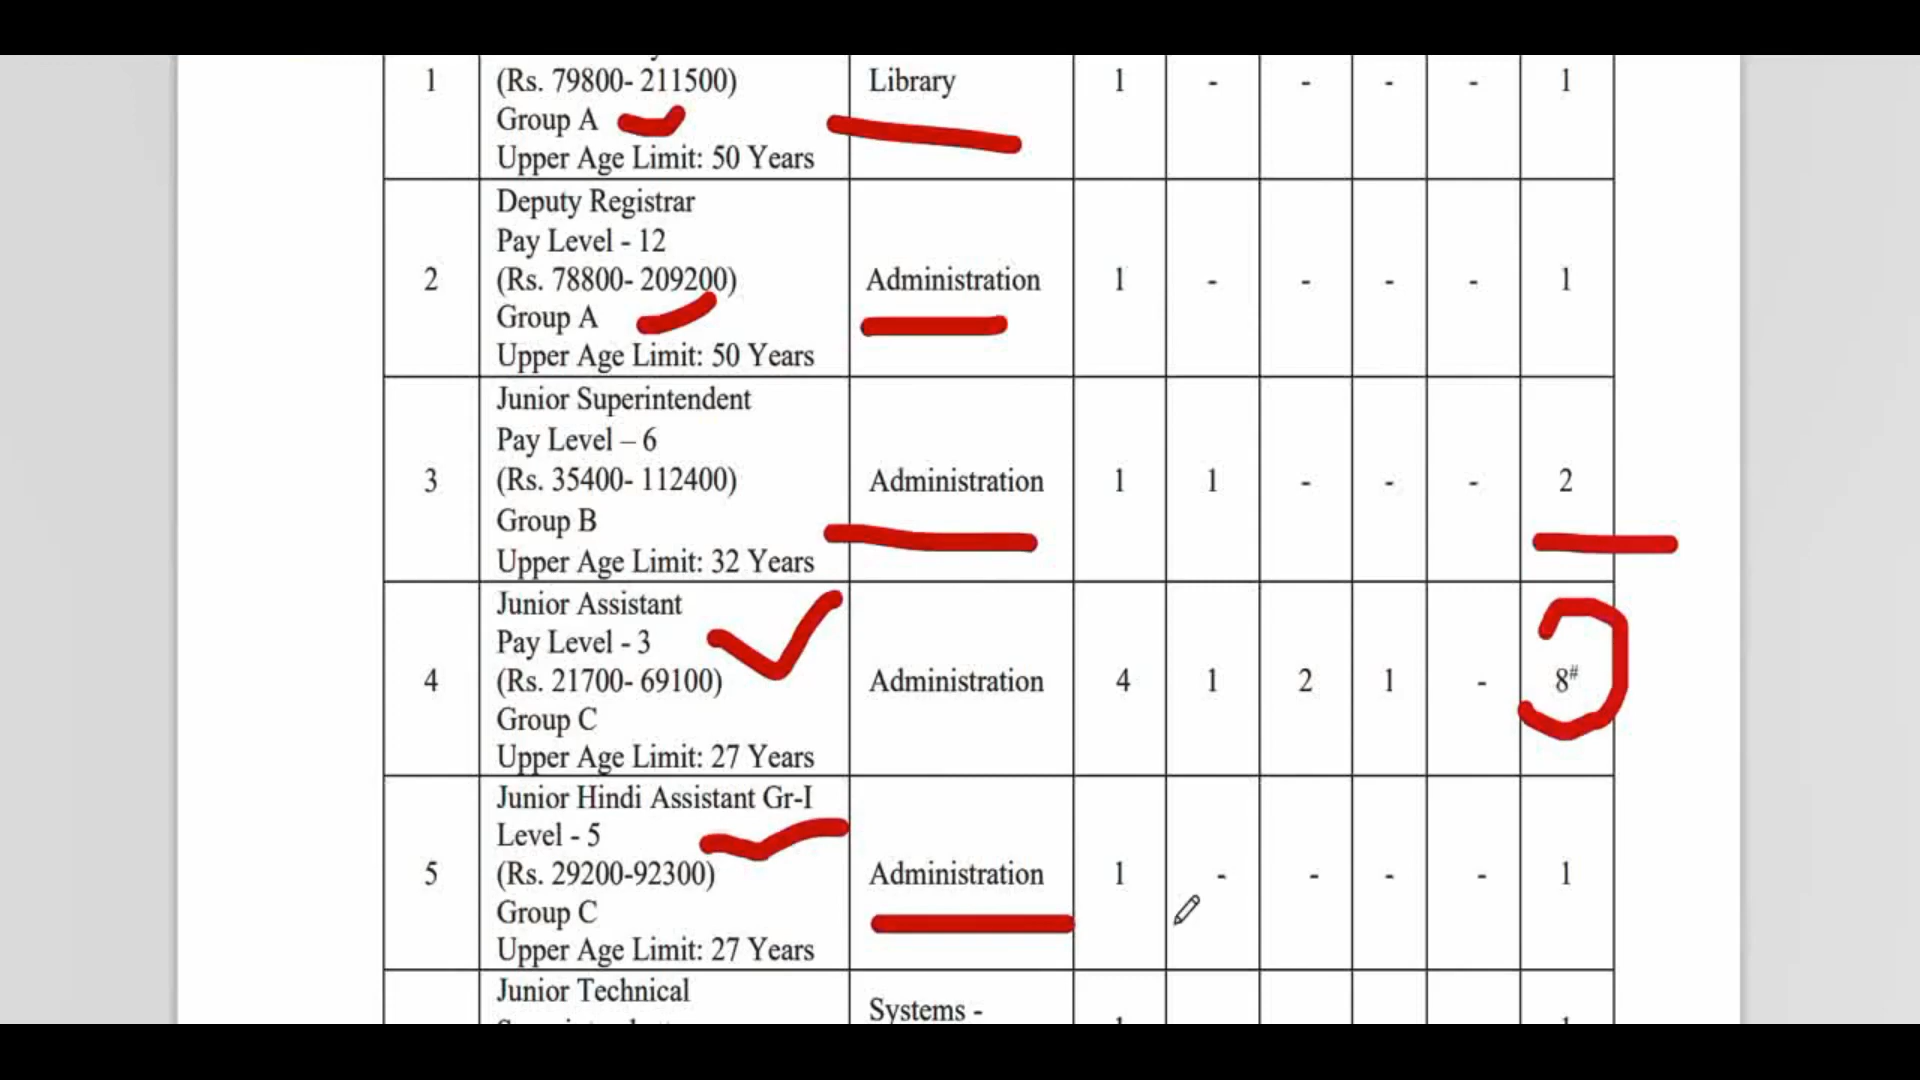 1 (Rs. 79800- 211500) Library 1 - - - - 1
Group A
Upper Age Limit: 50 Years
Deputy Registrar
Pay Level - 12
2 (Rs. 78800- 209200) Administration 1 - - - - 1
Group A
Upper Age Limit: 50 Years
Junior Superintendent
Pay Level – 6
3 (Rs. 35400- 112400) Administration 1 1 - - - 2
Group B
Upper Age Limit: 32 Years
Junior Assistant
Pay Level - 3
4 (Rs. 21700- 69100) Administration 4 1 2 1 - 8#
Group C
Upper Age Limit: 27 Years
Junior Hindi Assistant Gr-I
Level - 5
5 (Rs. 29200-92300) Administration 1 - - - - 1
Group C
Upper Age Limit: 27 Years
Junior Technical
Systems -